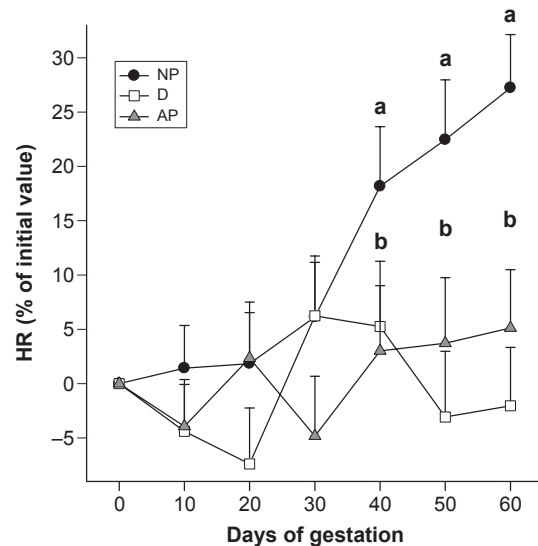 a
a
a
30
NP
D
AP
25
20
15
b
b
b
10
5
0
–5
HR (% of initial value)
0 10 20 30 40 50 60
Days of gestation